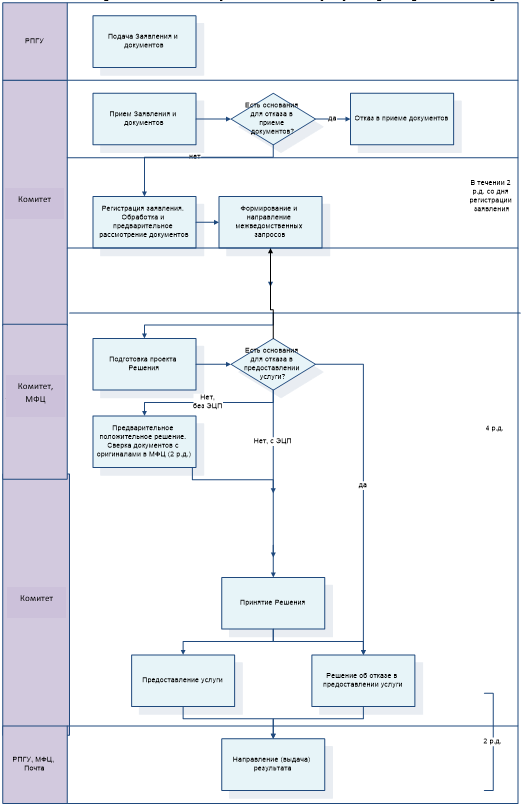 РПГУ
Подача Заявления и
документов
Прием Заявления и
документов
Есть основания
для отказа в
приеме
документов?
да
Отказ в приеме документов
нет
Комитет
Регистрация заявления.
Обработка и
предварительное
рассмотрение документов
Формирование и
направление
межведомственных
запросов
В течении 2
р.д. со дня
регистрации
заявления
Комитет,
МФЦ
Подготовка проекта
Решения
Есть основания
для отказа в
предоставлении
услуги?
Нет,
без ЭЦП
Предварительное
положительное решение.
Сверка документов с
оригиналами в МФЦ (2 р.д.)
Нет, с ЭЦП
4 р.д.
да
Комитет
Принятие Решения
Предоставление услуги
Решение об отказе в
предоставлении услуги
РПГУ, МФЦ,
Почта
Направление (выдача)
результата
2 р.д.